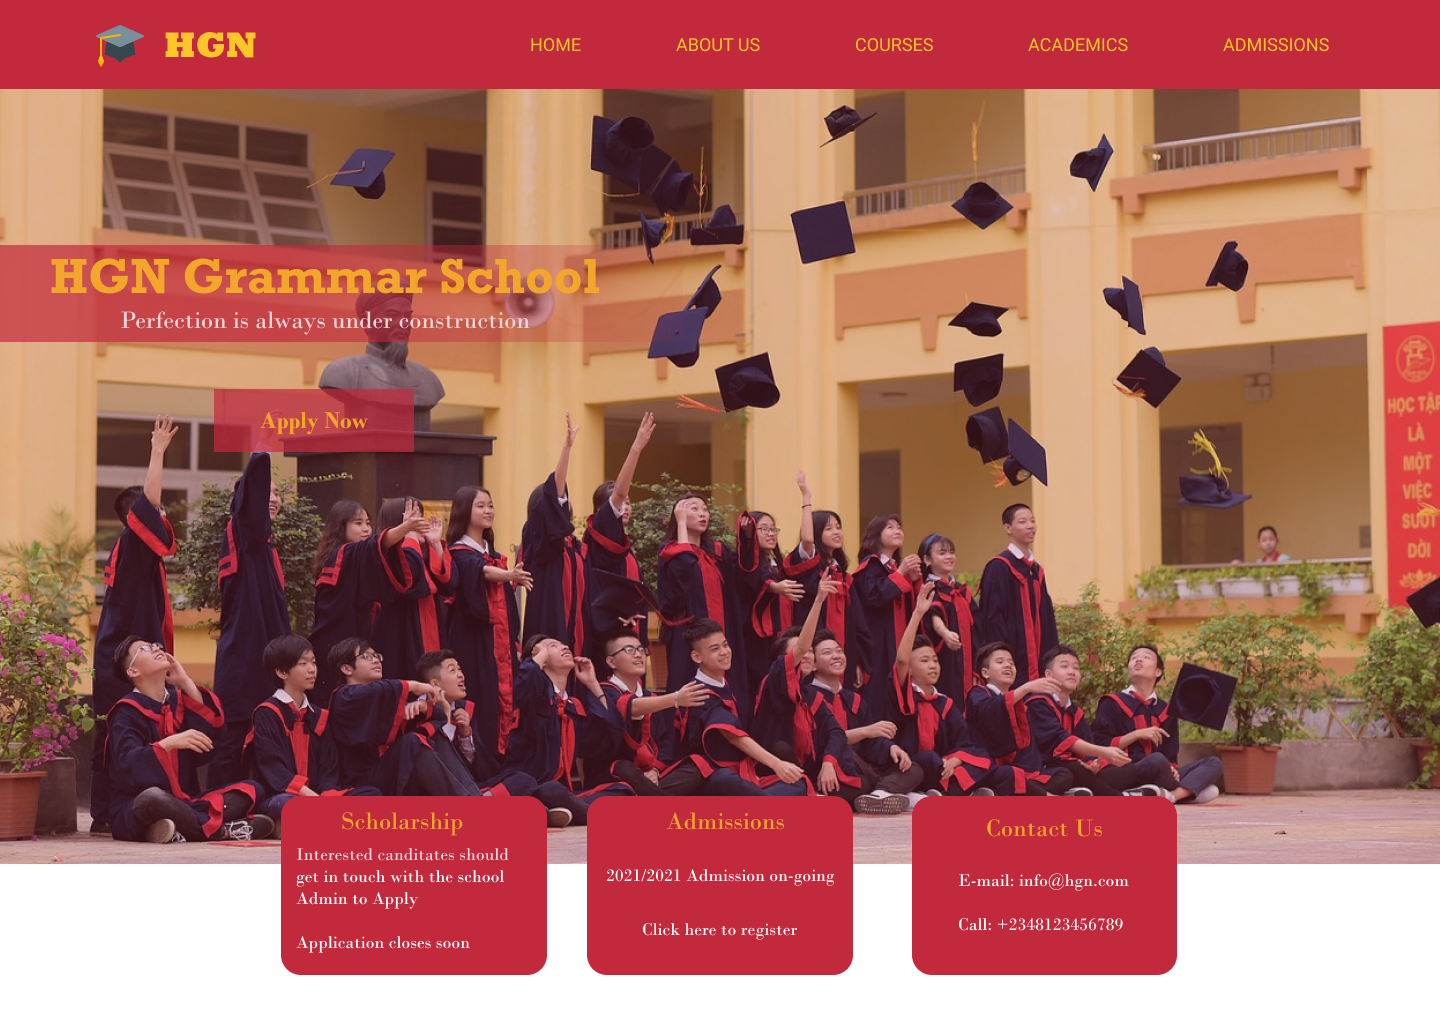 HGN
HOME
ABOUT US
COURSES
ACADEMICS
ADMISSIONS
HGN Grammar School
Perfection is always under construction
Apply Now
HỌC TẬP
LÀ
MỘT
VIỆC
SUỐT
ĐỜI
Scholarship
Interested canditates should
get in touch with the school
Admin to Apply
Application closes soon
Admissions
2021/2021 Admission on-going
Click here to register
Contact Us
E-mail: info@hgn.com
Call: +2348123456789